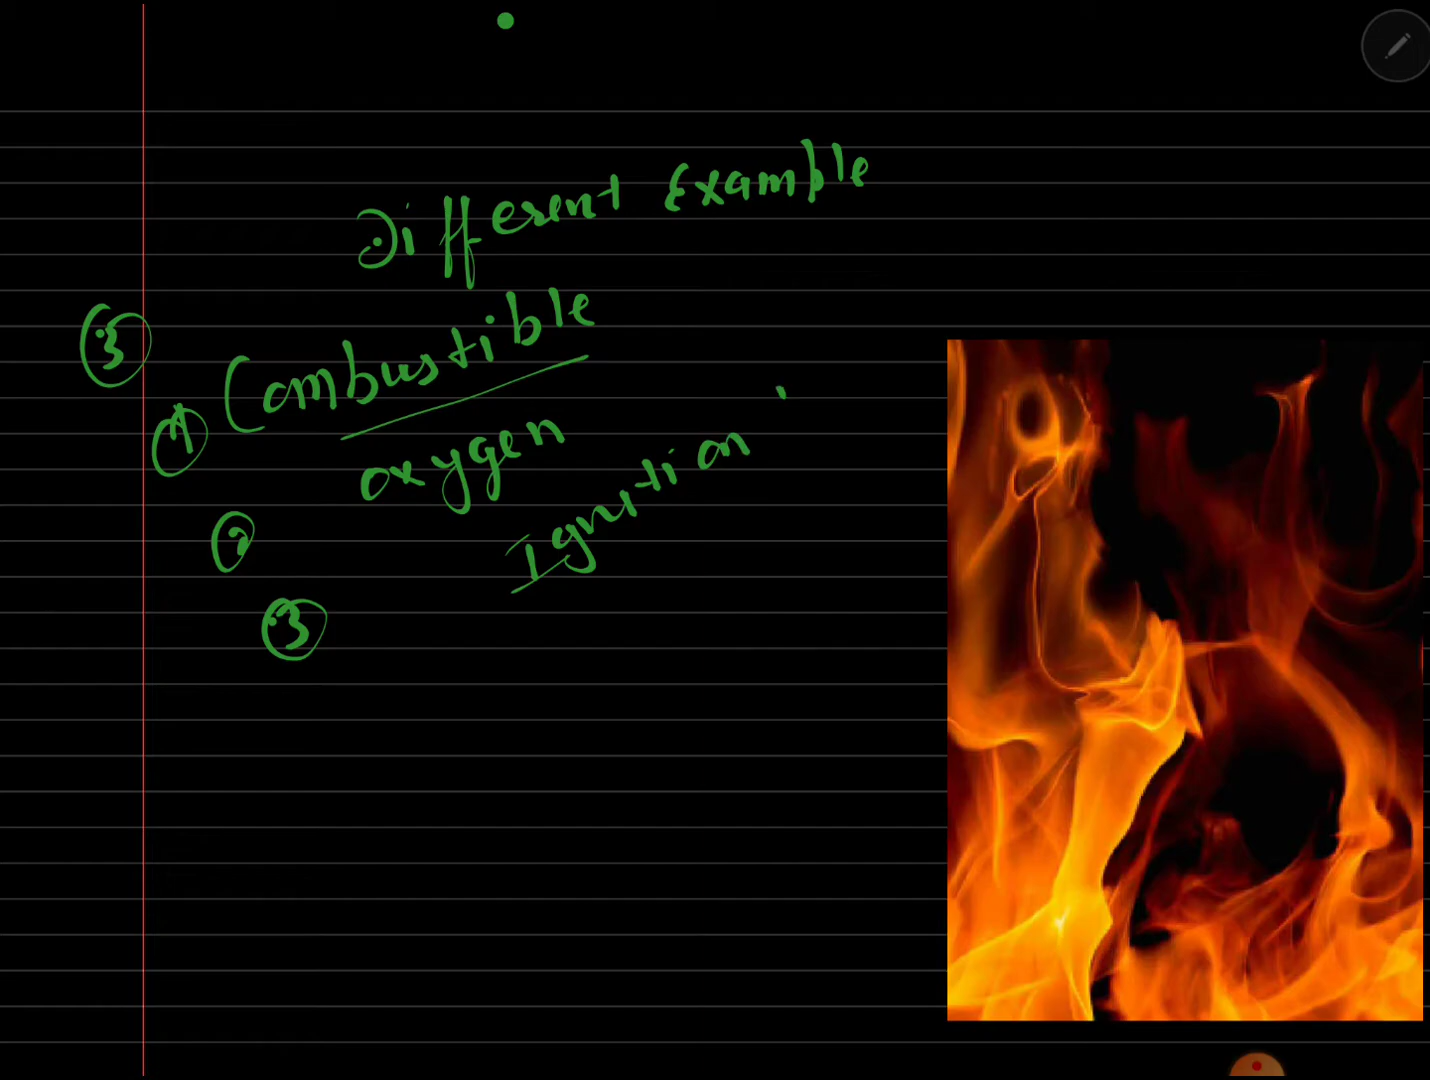 Different Example
3
1 Combustible
2 oxygen
3 Ignition